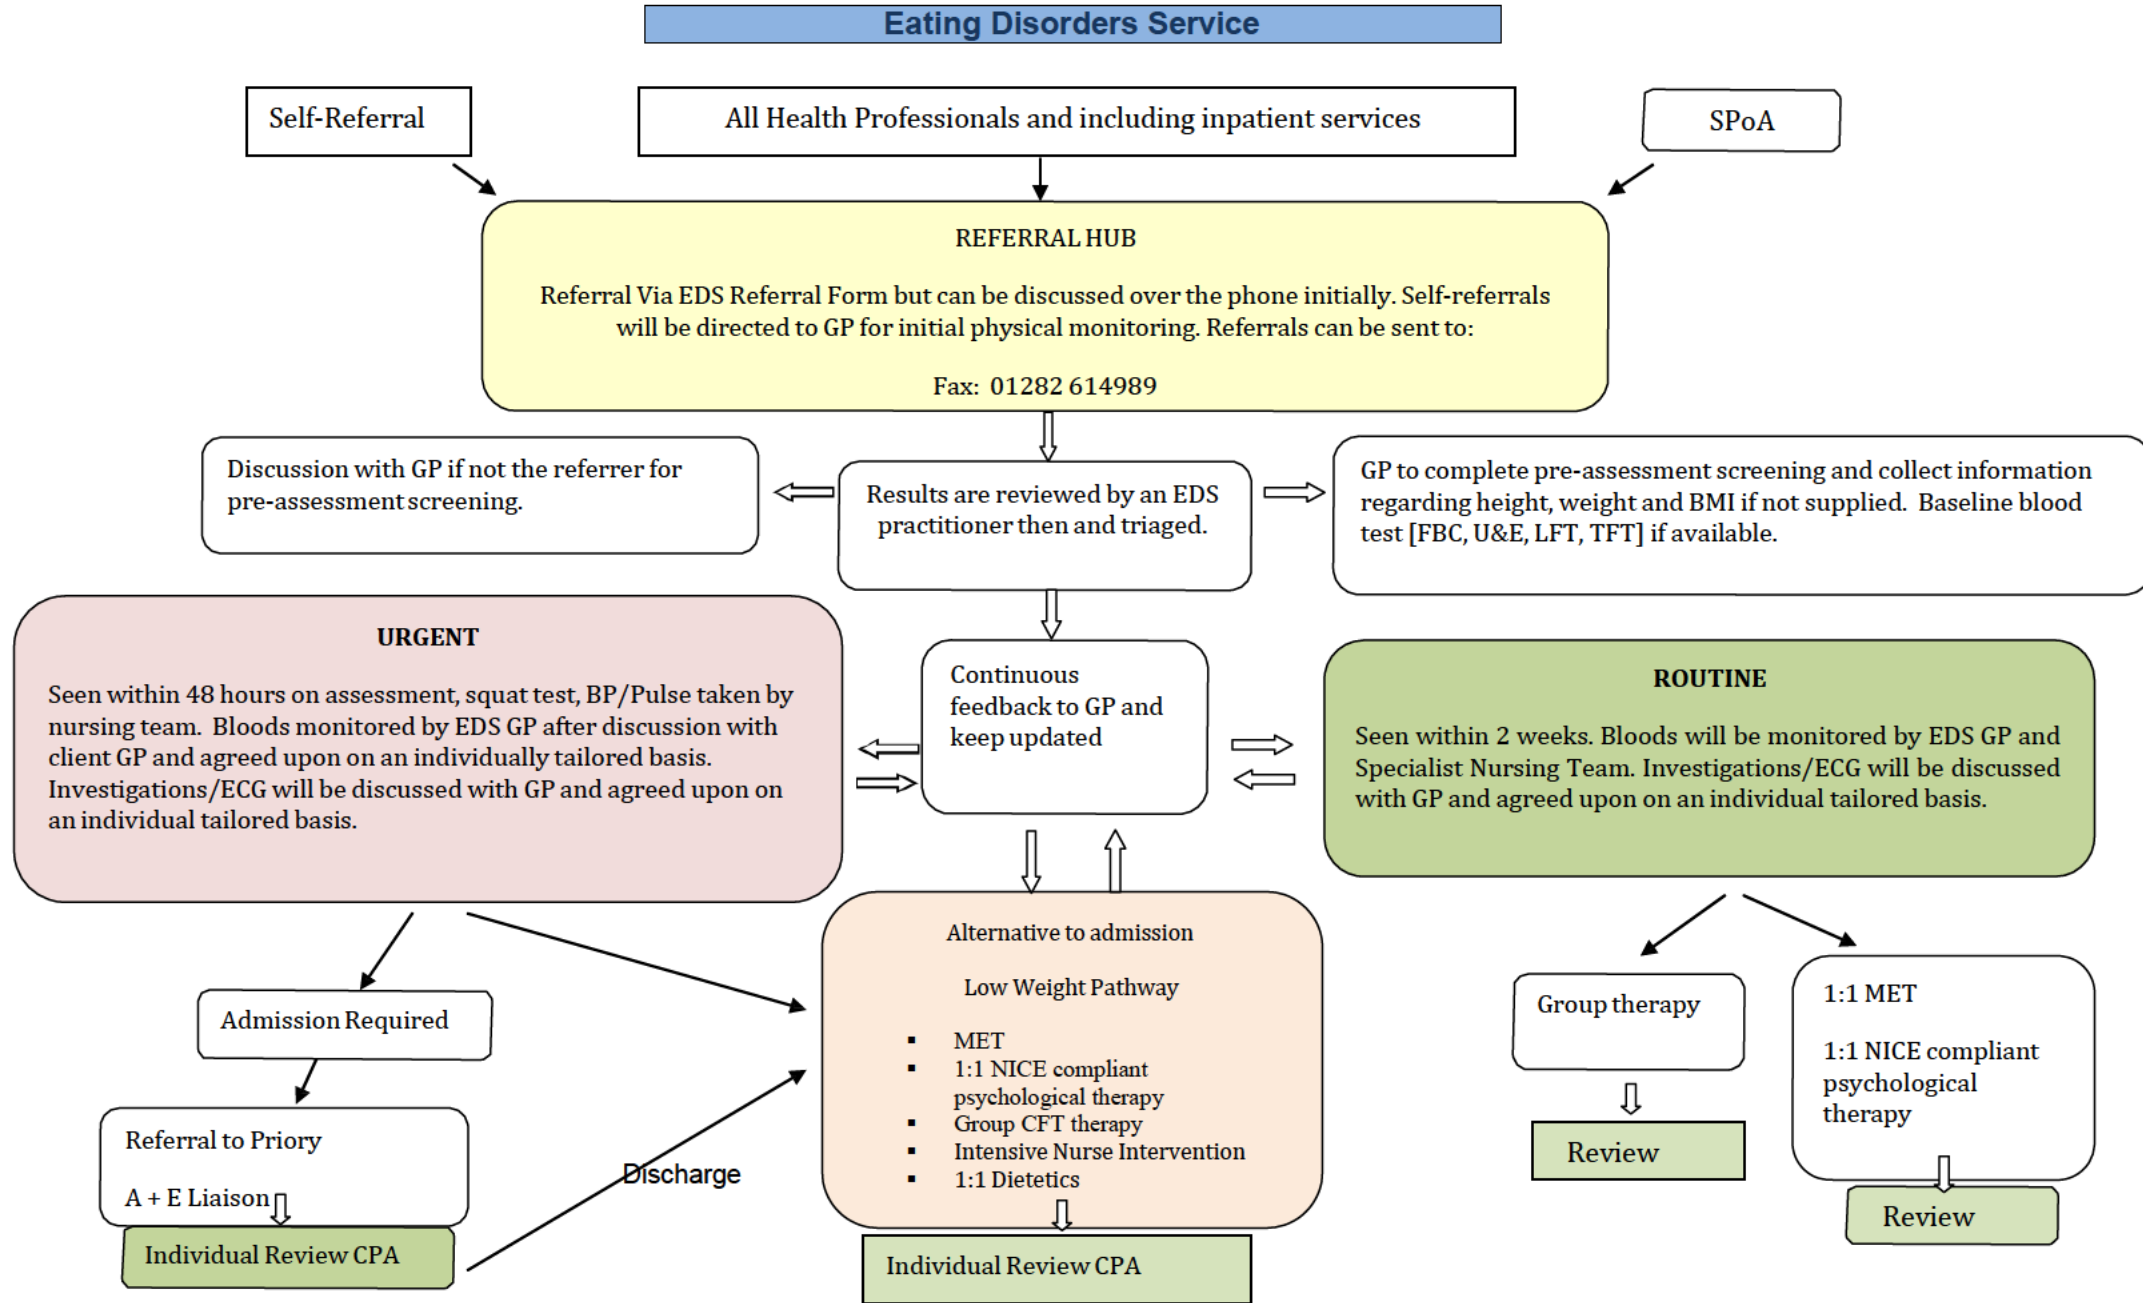 Eating Disorders Service
Self-Referral
All Health Professionals and including inpatient services
SPoA
REFERRAL HUB
Referral Via EDS Referral Form but can be discussed over the phone initially. Self-referrals
will be directed to GP for initial physical monitoring. Referrals can be sent to:
Fax: 01282 614989
Discussion with GP if not the referrer for
pre-assessment screening.
Results are reviewed by an EDS
practitioner then and triaged.
GP to complete pre-assessment screening and collect information
regarding height, weight and BMI if not supplied. Baseline blood
test [FBC, U&E, LFT, TFT] if available.
URGENT
Seen within 48 hours on assessment, squat test, BP/Pulse taken by
nursing team. Bloods monitored by EDS GP after discussion with
client GP and agreed upon on an individually tailored basis.
Investigations/ECG will be discussed with GP and agreed upon on
an individual tailored basis.
Continuous
feedback to GP and
keep updated
ROUTINE
Seen within 2 weeks. Bloods will be monitored by EDS GP and
Specialist Nursing Team. Investigations/ECG will be discussed
with GP and agreed upon on an individual tailored basis.
Admission Required
Referral to Priory
A + E Liaison
Individual Review CPA
Discharge
Alternative to admission
Low Weight Pathway
▪ MET
▪ 1:1 NICE compliant
psychological therapy
▪ Group CFT therapy
▪ Intensive Nurse Intervention
▪ 1:1 Dietetics
Individual Review CPA
Group therapy
Review
1:1 MET
1:1 NICE compliant
psychological
therapy
Review